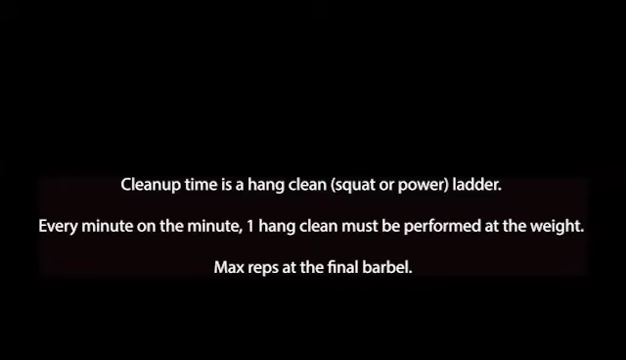 Cleanup time is a hang clean (squat or power) ladder.
Every minute on the minute, 1 hang clean must be performed at the weight.
Max reps at the final barbel.